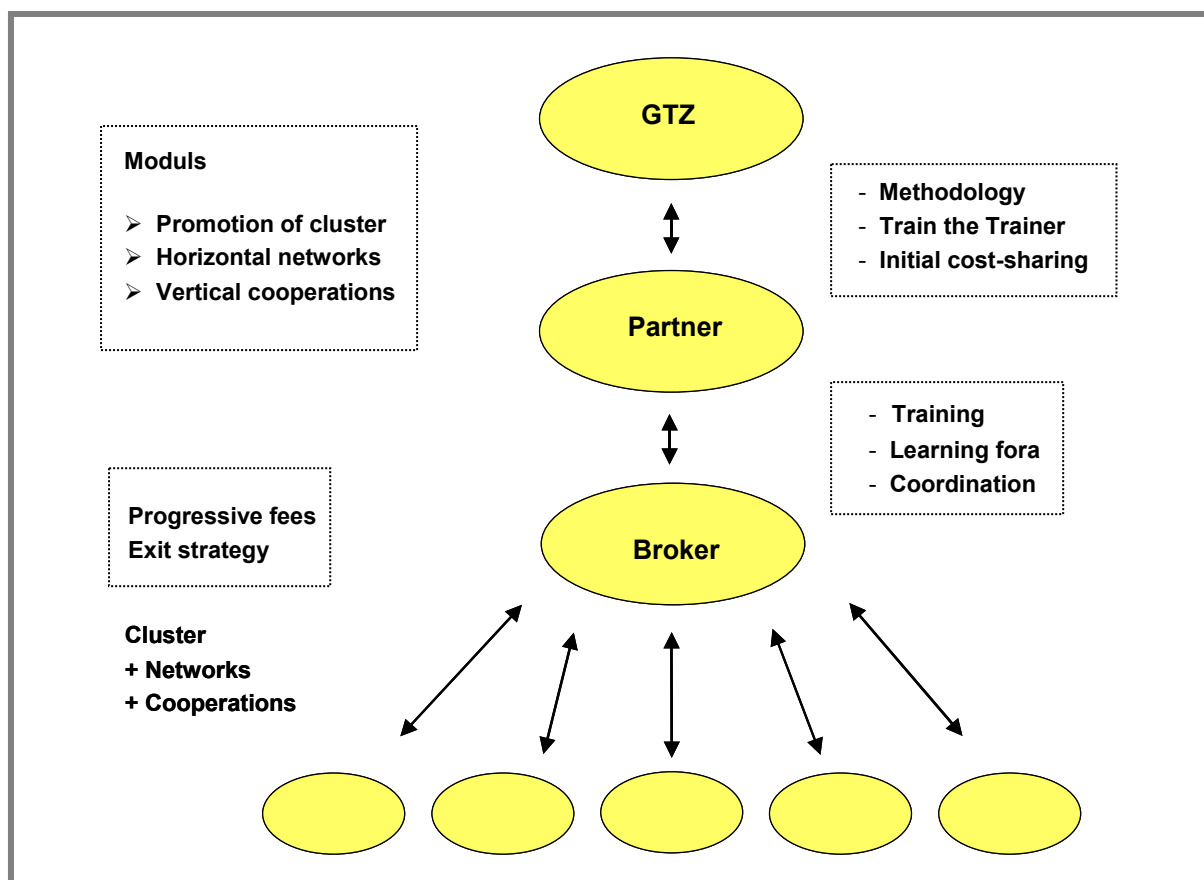 GTZ
Moduls
➢ Promotion of cluster
➢ Horizontal networks
➢ Vertical cooperations
- Methodology
- Train the Trainer
- Initial cost-sharing
Partner
- Training
- Learning fora
- Coordination
Progressive fees
Exit strategy
Broker
Cluster
+ Networks
+ Cooperations